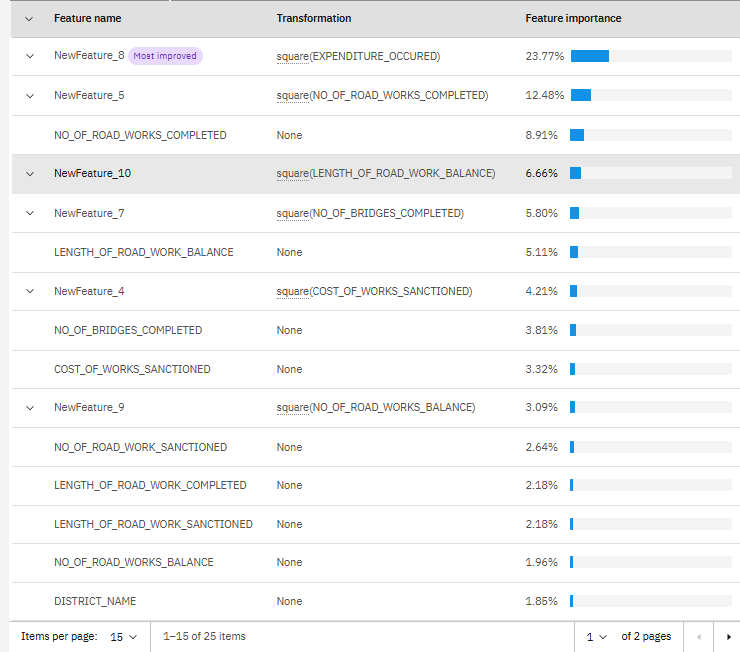 Feature name Transformation Feature importance
NewFeature_8 Most improved square(EXPENDITURE_OCCURED) 23.77%
NewFeature_5 square(NO_OF_ROAD_WORKS_COMPLETED) 12.48%
NO_OF_ROAD_WORKS_COMPLETED None 8.91%
NewFeature_10 square(LENGTH_OF_ROAD_WORK_BALANCE) 6.66%
NewFeature_7 square(NO_OF_BRIDGES_COMPLETED) 5.80%
LENGTH_OF_ROAD_WORK_BALANCE None 5.11%
NewFeature_4 square(COST_OF_WORKS_SANCTIONED) 4.21%
NO_OF_BRIDGES_COMPLETED None 3.81%
COST_OF_WORKS_SANCTIONED None 3.32%
NewFeature_9 square(NO_OF_ROAD_WORKS_BALANCE) 3.09%
NO_OF_ROAD_WORK_SANCTIONED None 2.64%
LENGTH_OF_ROAD_WORK_COMPLETED None 2.18%
LENGTH_OF_ROAD_WORK_SANCTIONED None 2.18%
NO_OF_ROAD_WORKS_BALANCE None 1.96%
DISTRICT_NAME None 1.85%
Items per page: 15 1–15 of 25 items 1 of 2 pages